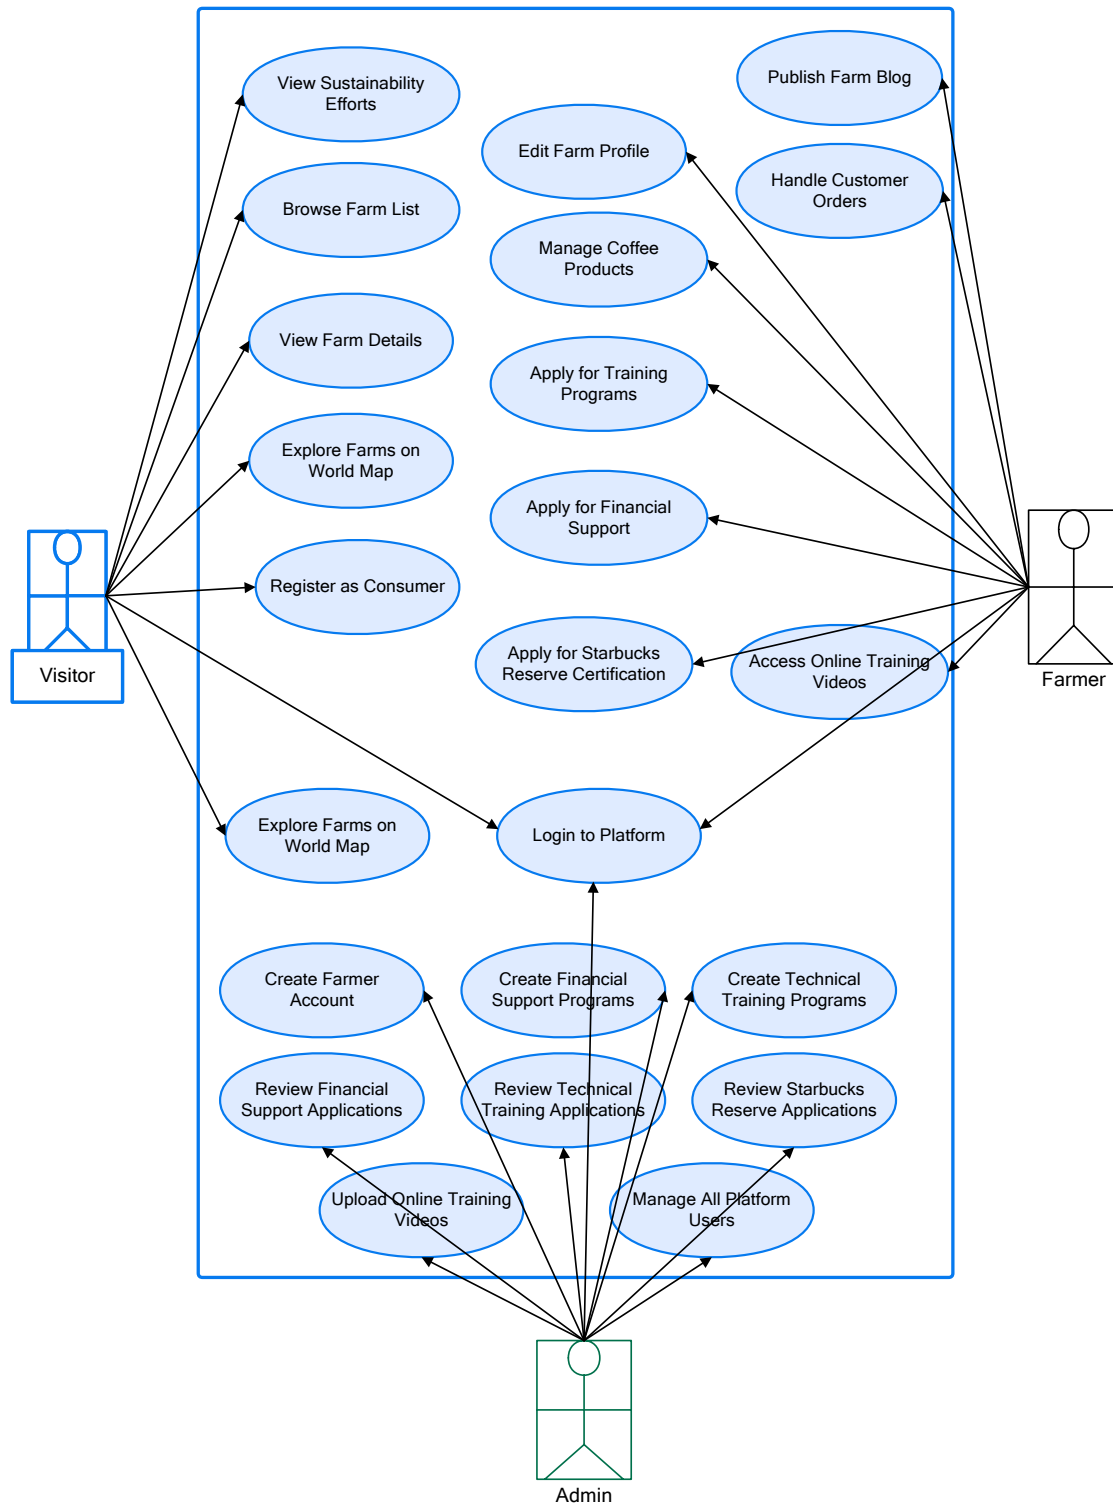 View Sustainability
Efforts
Publish Farm Blog
Edit Farm Profile
Browse Farm List
Handle Customer
Orders
Manage Coffee
Products
View Farm Details
Apply for Training
Programs
Explore Farms on
World Map
Apply for Financial
Support
Register as Consumer
Apply for Starbucks
Reserve Certification
Access Online Training
Videos
Visitor
Farmer
Explore Farms on
World Map
Login to Platform
Create Farmer
Account
Create Financial
Support Programs
Create Technical
Training Programs
Review Financial
Support Applications
Review Technical
Training Applications
Review Starbucks
Reserve Applications
Upload Online Training
Videos
Manage All Platform
Users
Admin